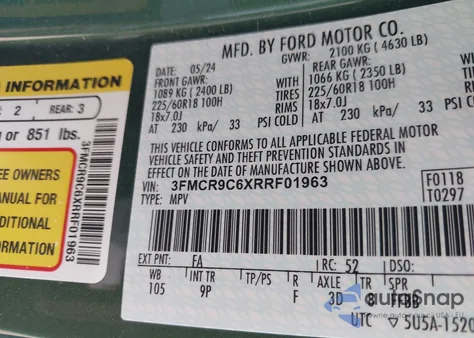 MFD. BY FORD MOTOR CO.
DATE: 05/24 GVWR: 2100 KG ( 4630 LB)
FRONT GAWR: REAR GAWR:
1089 KG ( 2400 LB) WITH 1066 KG ( 2350 LB)
225/60R18 100H TIRES 225/60R18 100H
18x7.0J RIMS 18x7.0J
AT 230 kPa/ 33 PSI COLD AT 230 kPa/ 33 PSI COLD
THIS VEHICLE CONFORMS TO ALL APPLICABLE FEDERAL MOTOR
VEHICLE SAFETY AND THEFT PREVENTION STANDARDS IN
EFFECT ON THE DATE OF MANUFACTURE SHOWN ABOVE.
VIN: 3FMCR9C6XRRF01963
TYPE: MPV
F0118
T0297
EXT PNT: FA RC: 52 DSO:
WB INT TR TP/PS R AXLE TR SPR
105 9P F 3D 8 FFBB
UTC 5U5A-1520
INFORMATION
: 2 REAR: 3
or 851 lbs.
EE OWNERS
ANUAL FOR
DDITIONAL
FORMATION
3FMCR9C6XRRF01963
autoSnap